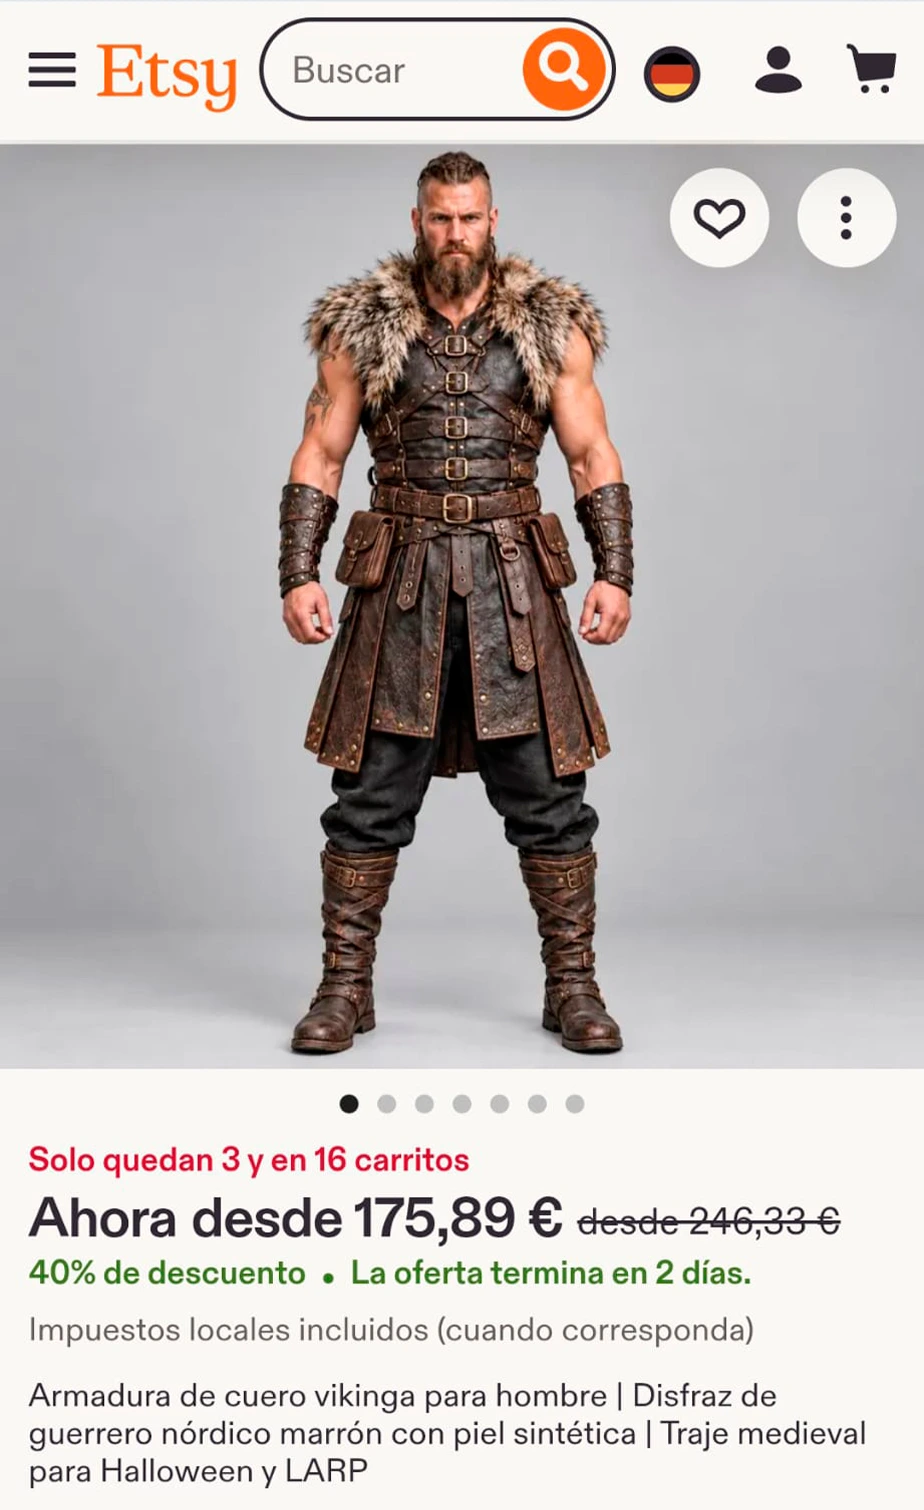 Etsy
Buscar
Solo quedan 3 y en 16 carritos
Ahora desde 175,89 € desde 246,33 €
40% de descuento • La oferta termina en 2 días.
Impuestos locales incluidos (cuando corresponda)
Armadura de cuero vikinga para hombre | Disfraz de
guerrero nórdico marrón con piel sintética | Traje medieval
para Halloween y LARP